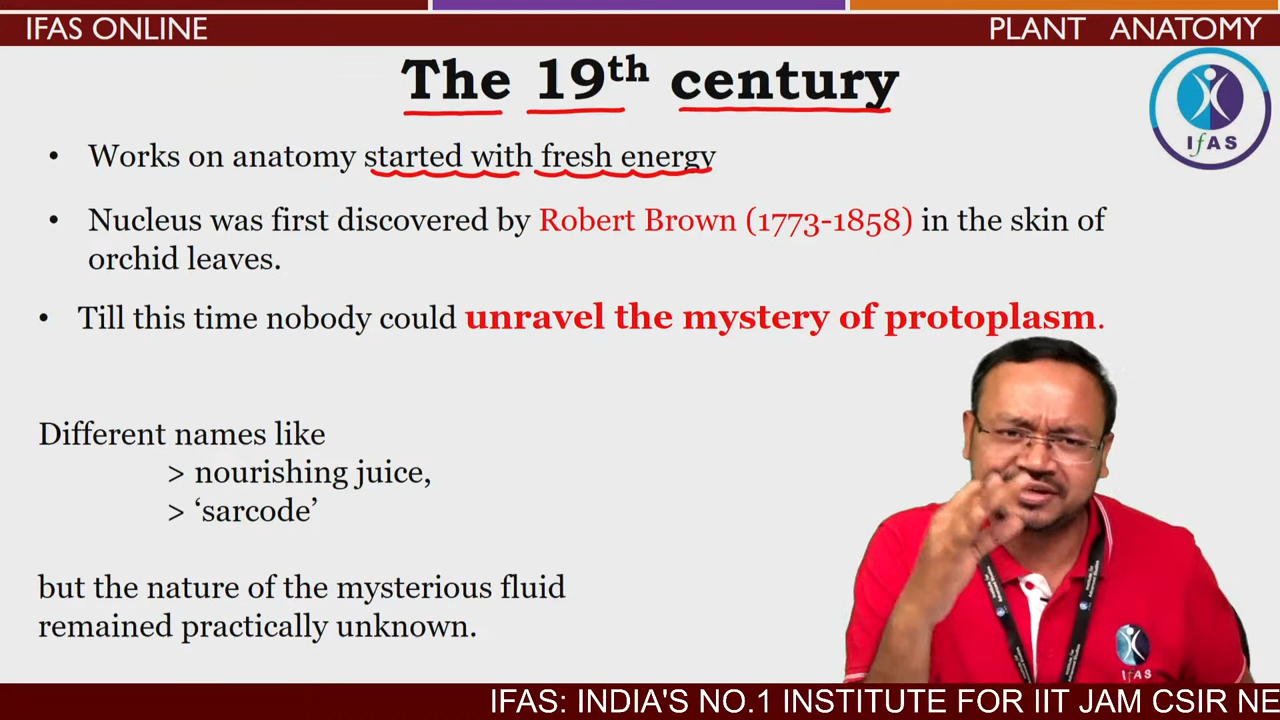 IFAS ONLINE
PLANT ANATOMY
The 19th century
IfAS
• Works on anatomy started with fresh energy
• Nucleus was first discovered by Robert Brown (1773-1858) in the skin of
orchid leaves.
• Till this time nobody could unravel the mystery of protoplasm.
Different names like
> nourishing juice,
> ‘sarcode’
but the nature of the mysterious fluid
remained practically unknown.
IfAS
IFAS: INDIA'S NO.1 INSTITUTE FOR IIT JAM CSIR NE